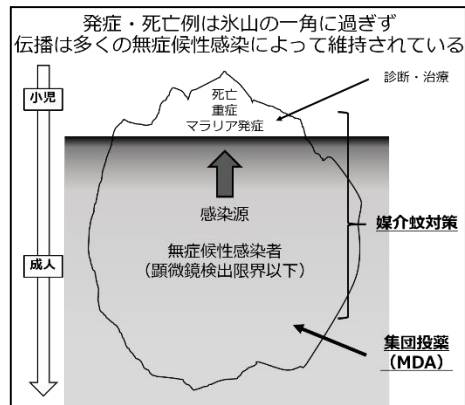 発症・死亡例は氷山の一角に過ぎず
伝播は多くの無症候性感染によって維持されている
小児
死亡
重症
マラリア発症
診断・治療
感染源
媒介蚊対策
無症候性感染者
（顕微鏡検出限界以下）
成人
集団投薬
（MDA）